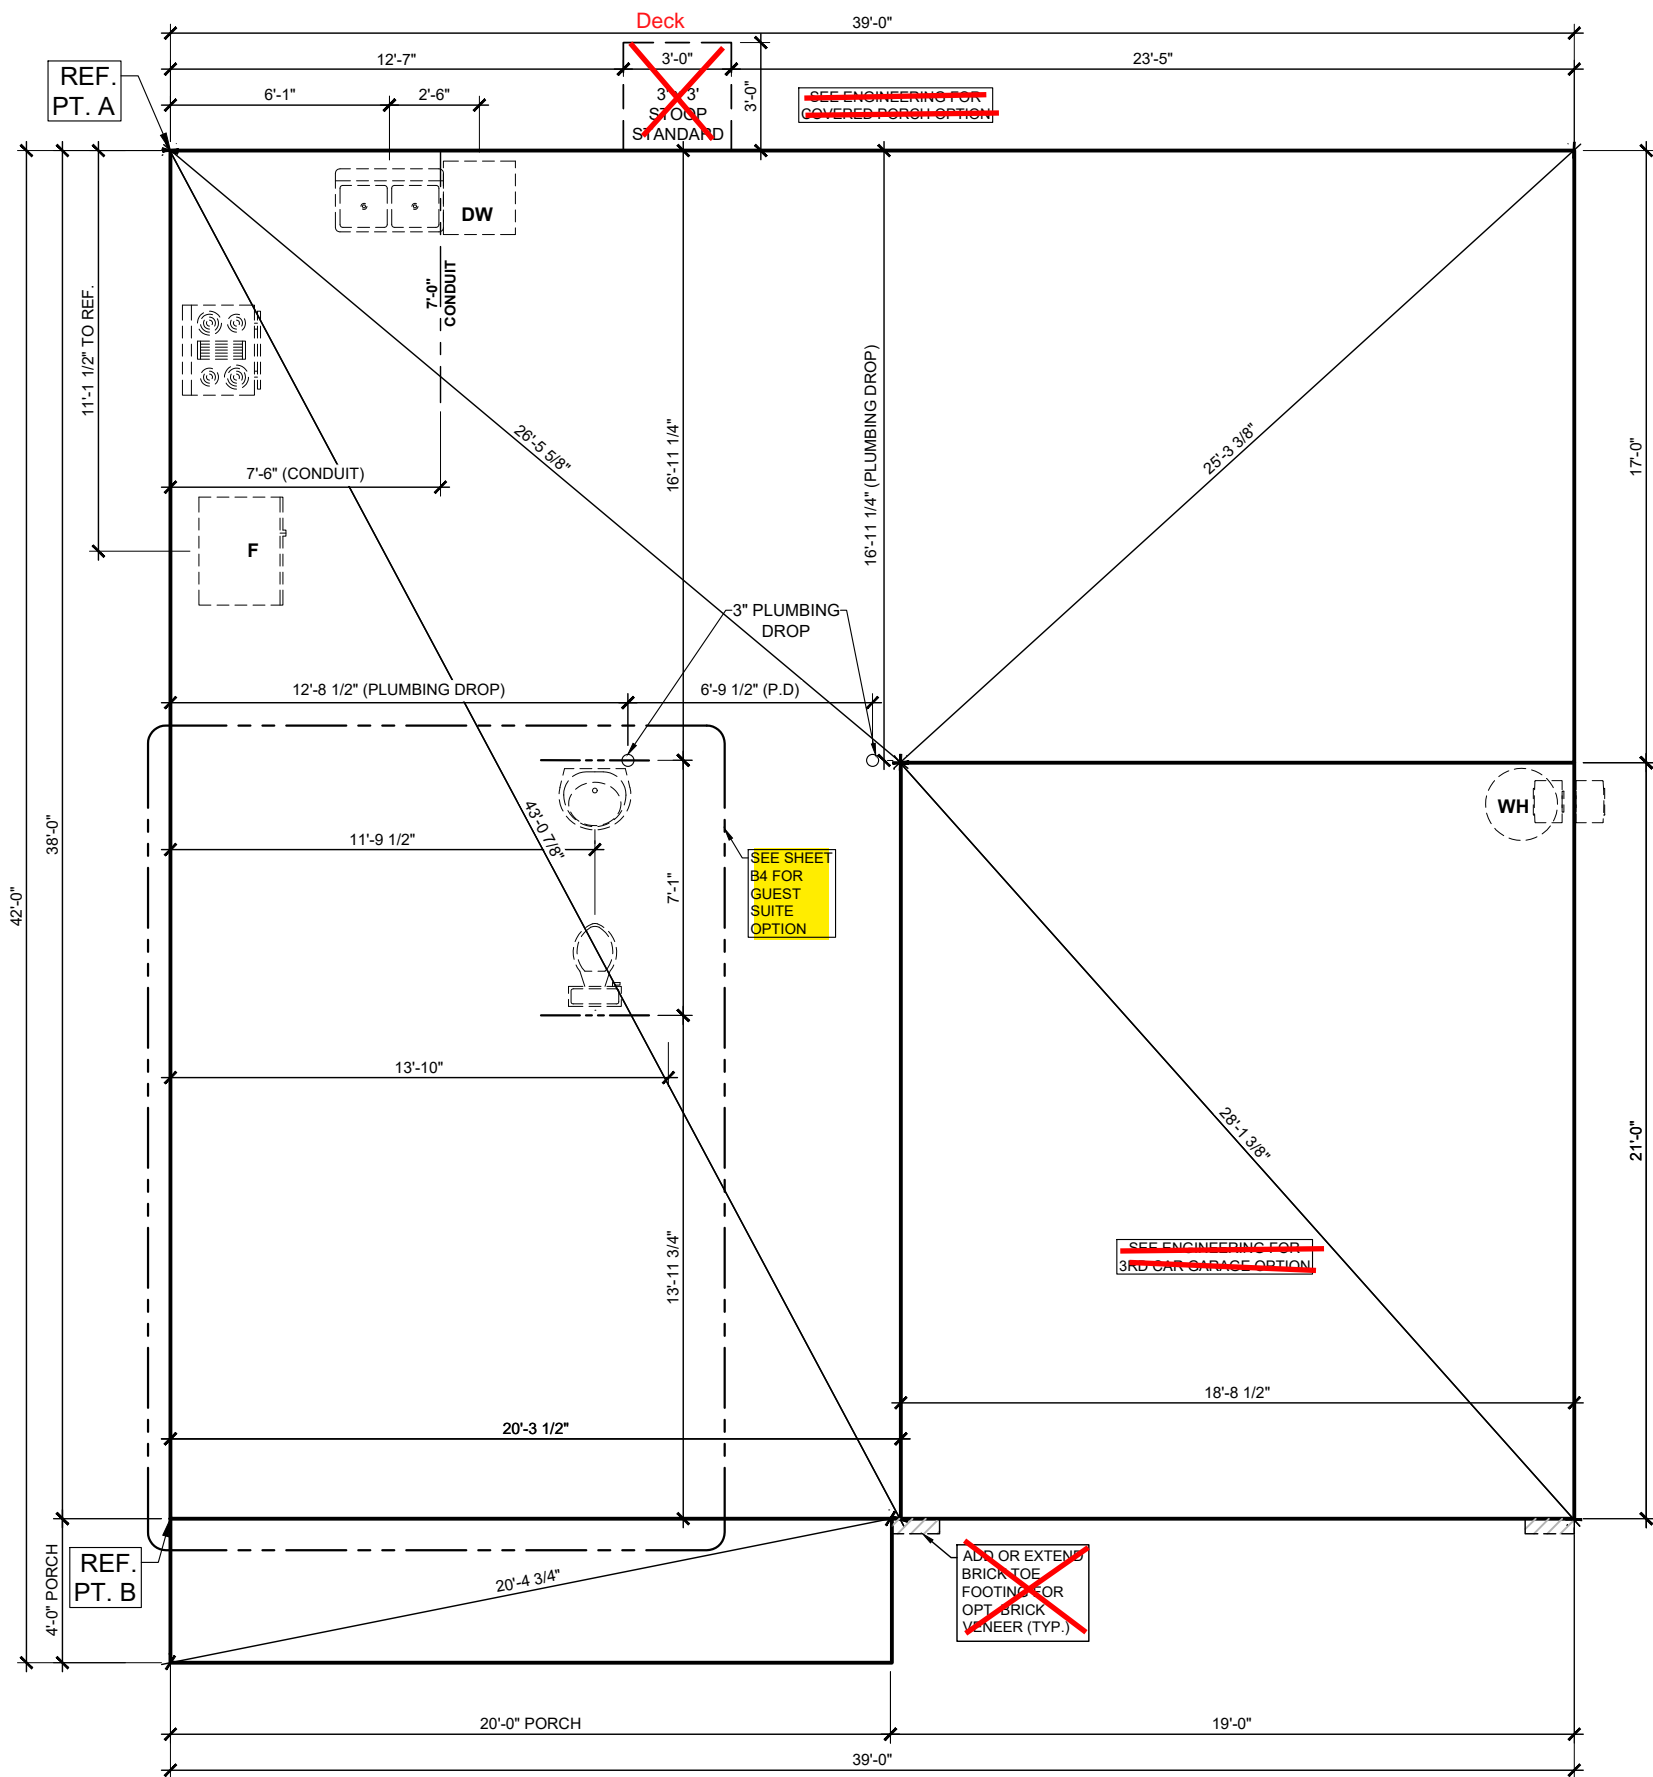 Deck
39'-0"
12'-7"
3'-0"
23'-5"
REF.
PT. A
6'-1"
2'-6"
3'-0"
3' 3'
STOOP
STANDARD
SEE ENGINEERING FOR
COVERED PORCH OPTION
DW
7'-0"
CONDUIT
11'-1 1/2" TO REF.
26'-5 5/8"
16'-11 1/4"
16'-11 1/4" (PLUMBING DROP)
25'-3 3/8"
17'-0"
7'-6" (CONDUIT)
F
3" PLUMBING
DROP
12'-8 1/2" (PLUMBING DROP)
6'-9 1/2" (P.D)
WH
43'-0 7/8"
11'-9 1/2"
38'-0"
42'-0"
7'-1"
SEE SHEET
B4 FOR
GUEST
SUITE
OPTION
13'-10"
28'-1 3/8"
21'-0"
13'-11 3/4"
SEE ENGINEERING FOR
3RD CAR GARAGE OPTION
18'-8 1/2"
20'-3 1/2"
REF.
PT. B
4'-0" PORCH
20'-4 3/4"
ADD OR EXTEND
BRICK TOE
FOOTING FOR
OPT. BRICK
VENEER (TYP.)
20'-0" PORCH
19'-0"
39'-0"